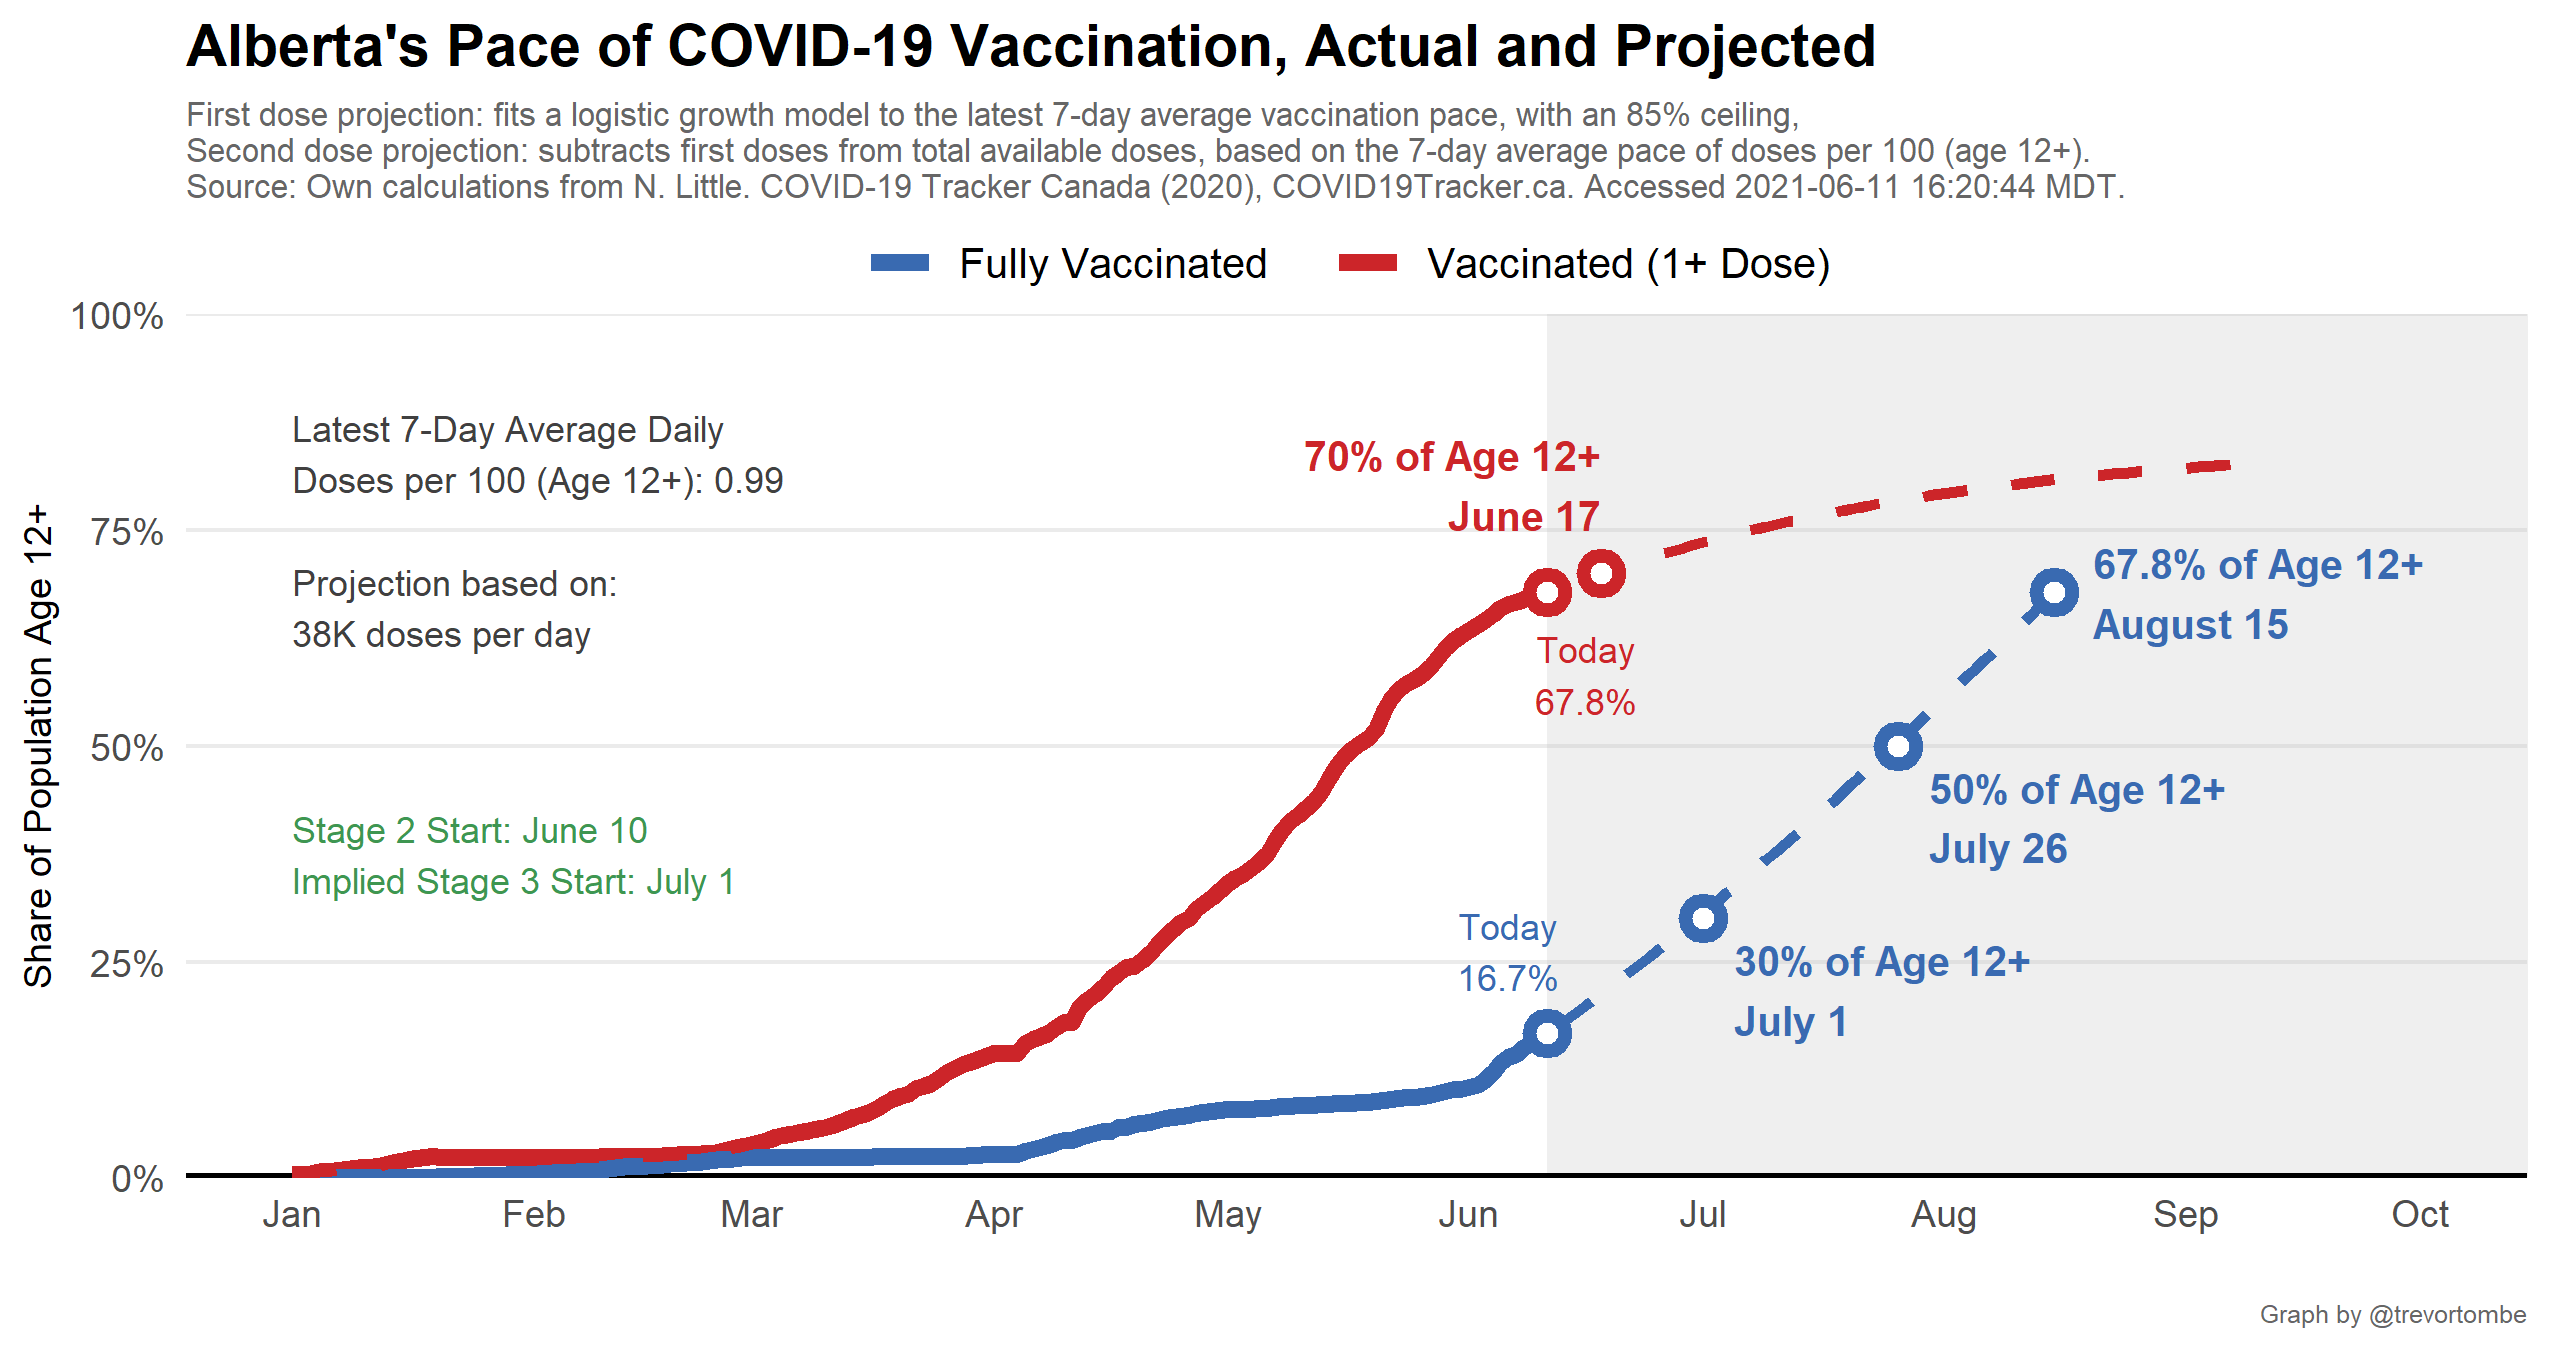 Alberta's Pace of COVID-19 Vaccination, Actual and Projected
First dose projection: fits a logistic growth model to the latest 7-day average vaccination pace, with an 85% ceiling,
Second dose projection: subtracts first doses from total available doses, based on the 7-day average pace of doses per 100 (age 12+).
Source: Own calculations from N. Little. COVID-19 Tracker Canada (2020), COVID19Tracker.ca. Accessed 2021-06-11 16:20:44 MDT.
Fully Vaccinated
Vaccinated (1+ Dose)
Share of Population Age 12+
100%
75%
50%
25%
0%
Latest 7-Day Average Daily
Doses per 100 (Age 12+): 0.99
Projection based on:
38K doses per day
Stage 2 Start: June 10
Implied Stage 3 Start: July 1
70% of Age 12+
June 17
Today
67.8%
67.8% of Age 12+
August 15
50% of Age 12+
July 26
Today
16.7%
30% of Age 12+
July 1
Jan
Feb
Mar
Apr
May
Jun
Jul
Aug
Sep
Oct
Graph by @trevortombe